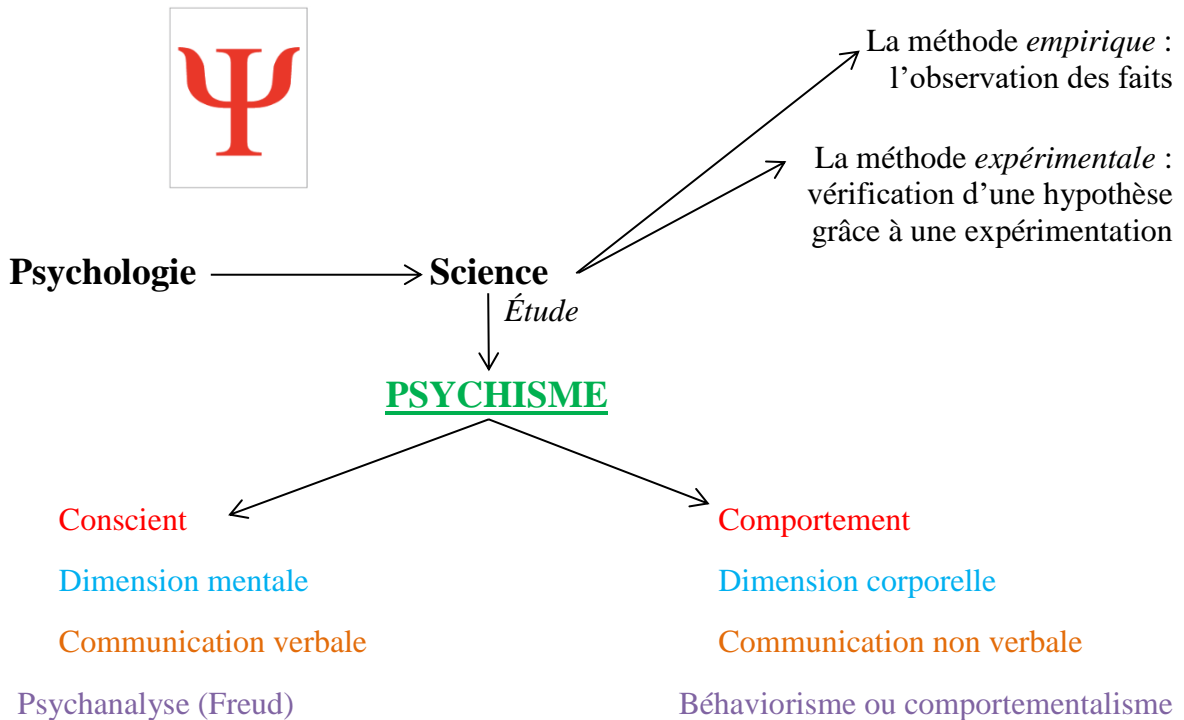 Ψ
La méthode empirique :
l’observation des faits
La méthode expérimentale :
vérification d’une hypothèse
grâce à une expérimentation
Psychologie
Science
Étude
PSYCHISME
Conscient
Comportement
Dimension mentale
Dimension corporelle
Communication verbale
Communication non verbale
Psychanalyse (Freud)
Béhaviorisme ou comportementalisme